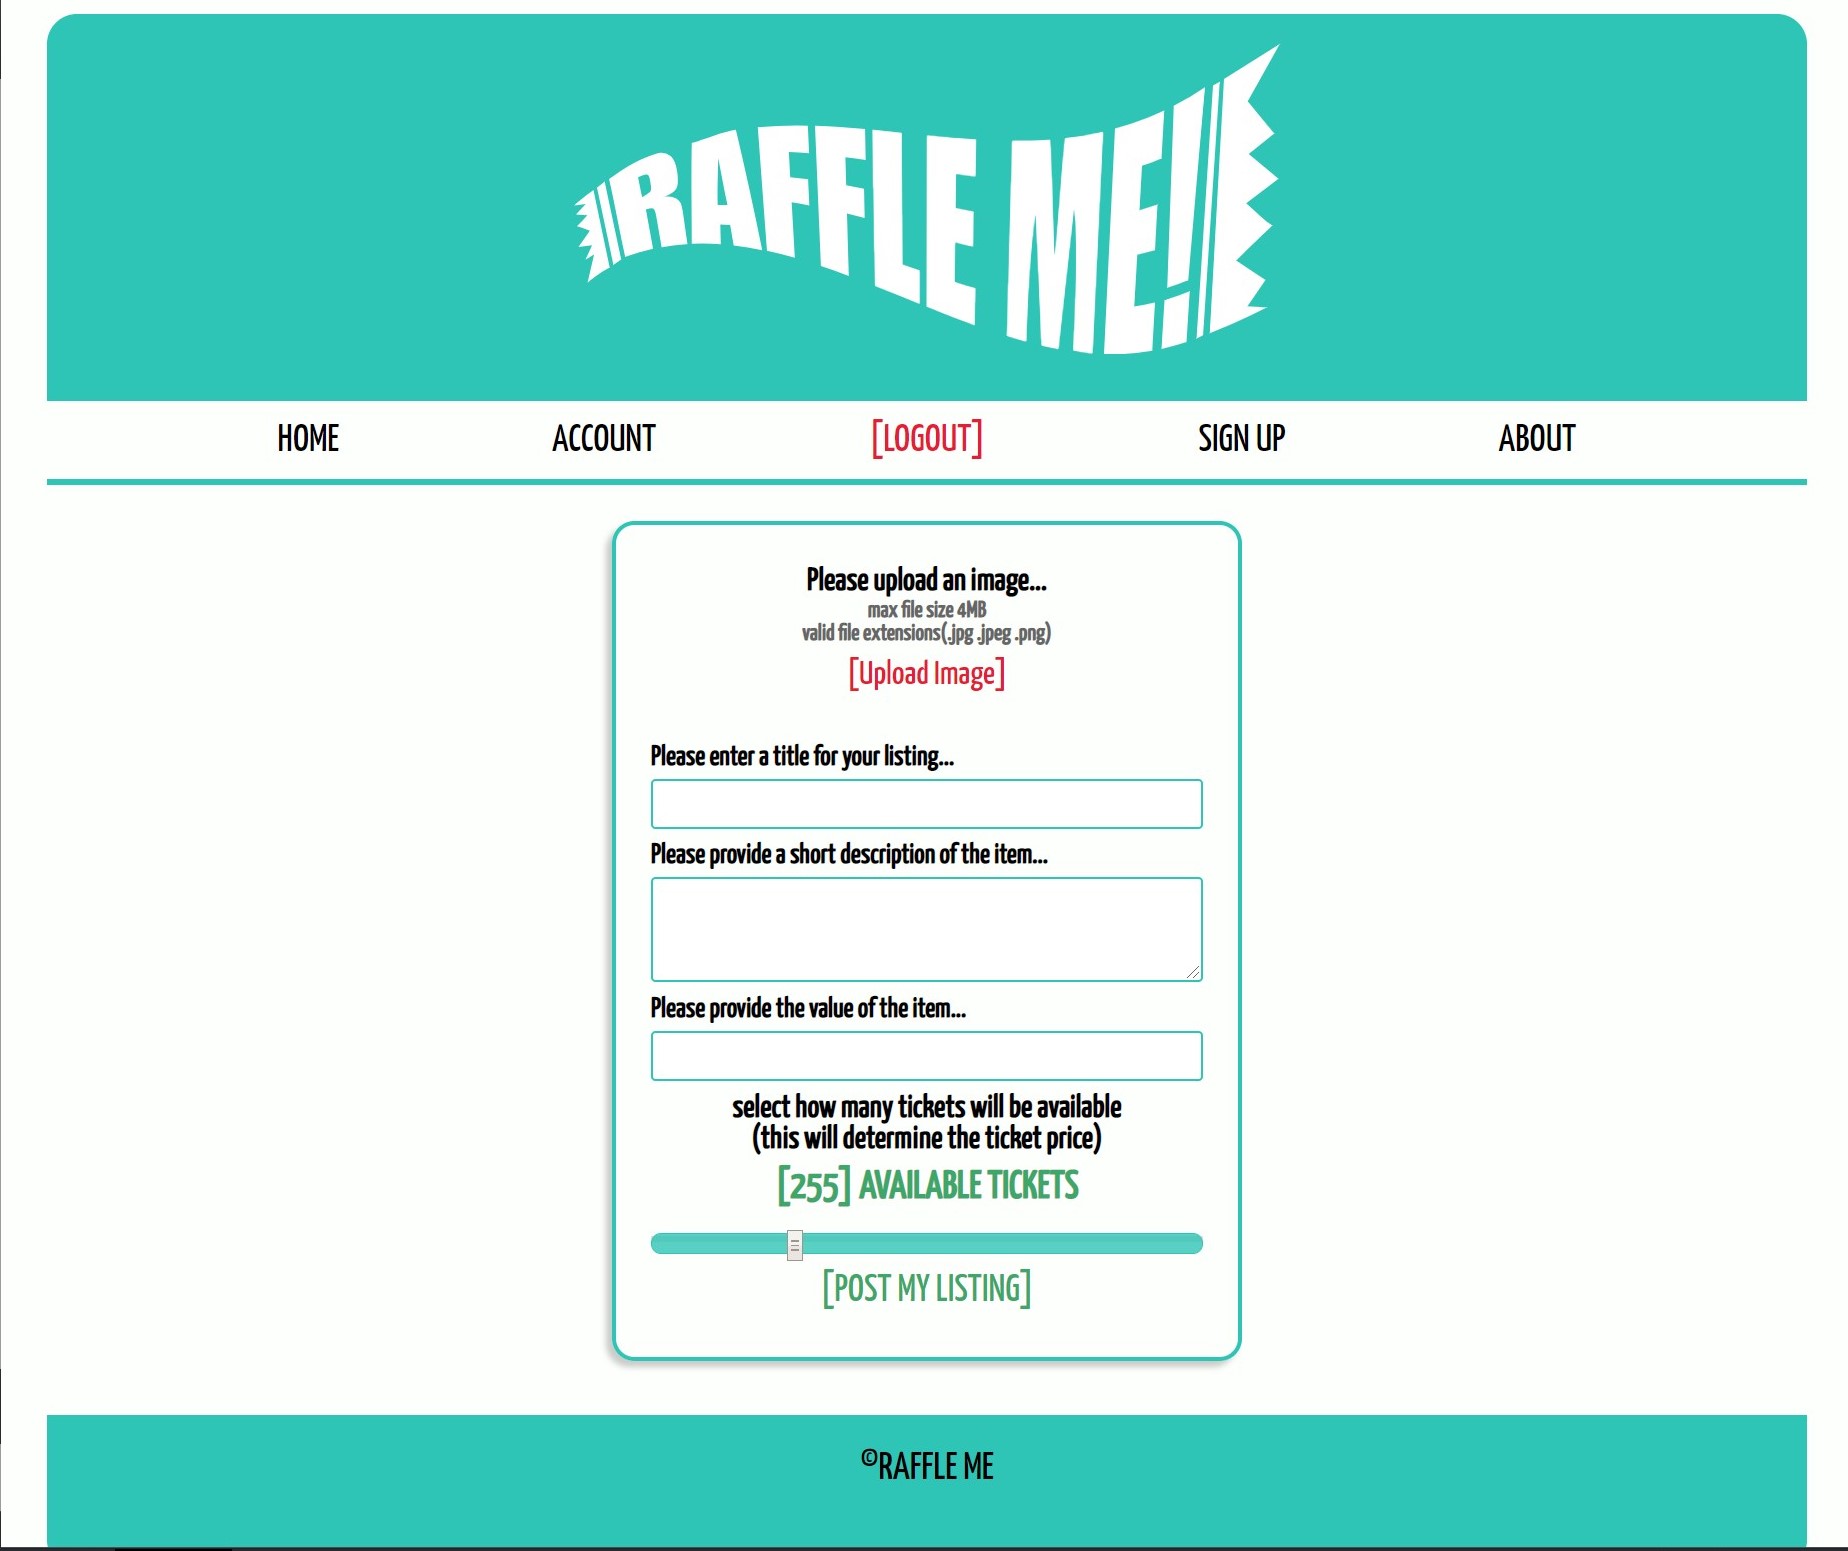 RAFFLE ME!
HOME ACCOUNT [LOGOUT] SIGN UP ABOUT
Please upload an image...
max file size 4MB
valid file extensions(.jpg .jpeg .png)
[Upload Image]
Please enter a title for your listing...
Please provide a short description of the item...
Please provide the value of the item...
select how many tickets will be available
(this will determine the ticket price)
[255] AVAILABLE TICKETS
[POST MY LISTING]
©RAFFLE ME